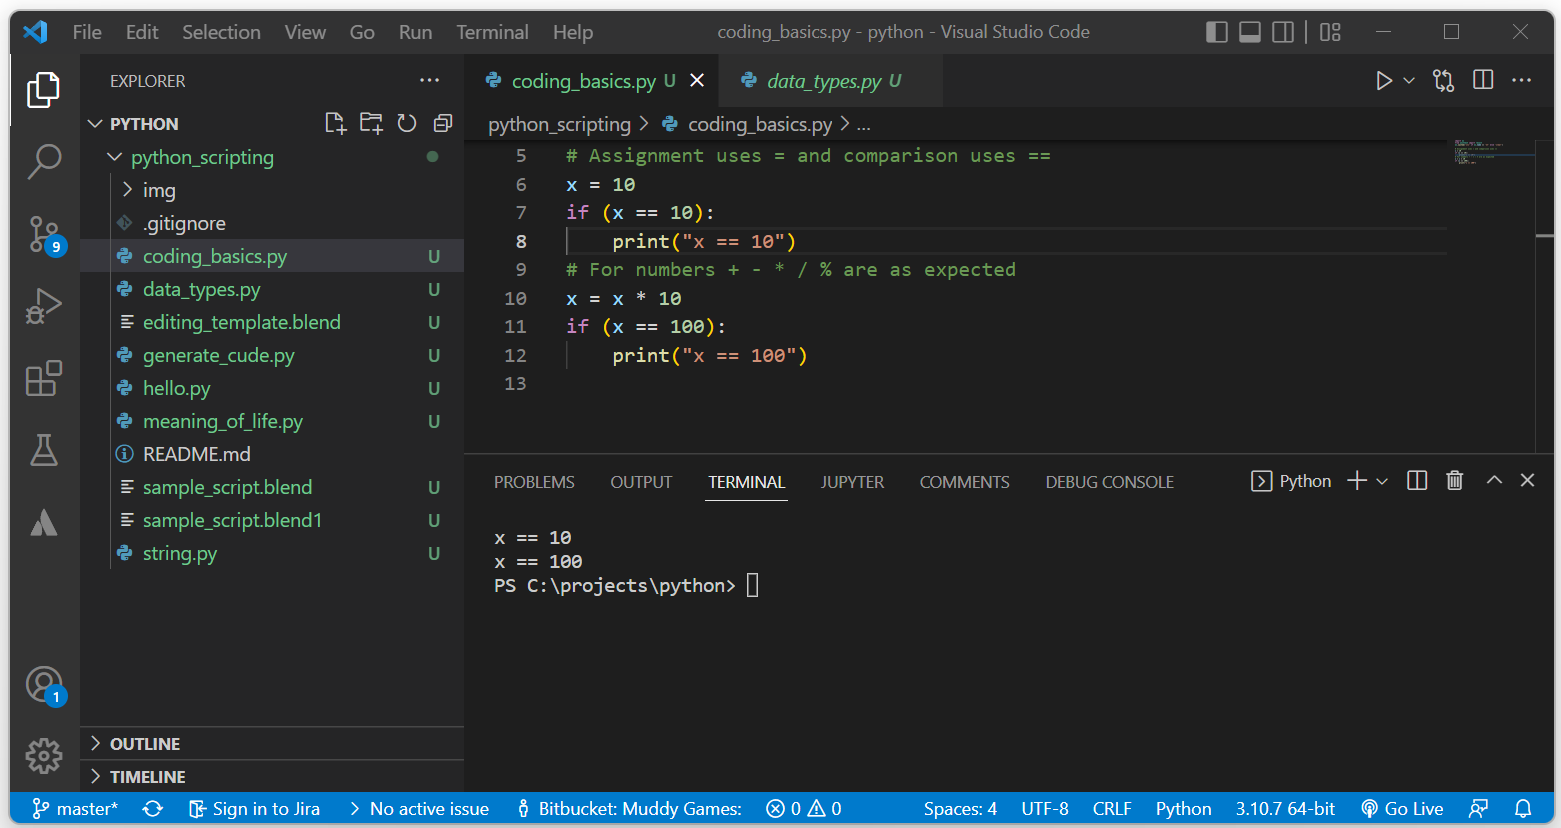 File Edit Selection View Go Run Terminal Help coding_basics.py - python - Visual Studio Code
EXPLORER
PYTHON
python_scripting
img
.gitignore
coding_basics.py U
data_types.py U
editing_template.blend U
generate_cude.py U
hello.py U
meaning_of_life.py U
README.md
sample_script.blend U
sample_script.blend1 U
string.py U
OUTLINE
TIMELINE
9
1
coding_basics.py U data_types.py U
python_scripting > coding_basics.py > ...
5 # Assignment uses = and comparison uses ==
6 x = 10
7 if (x == 10):
8 print("x == 10")
9 # For numbers + - * / % are as expected
10 x = x * 10
11 if (x == 100):
12 print("x == 100")
13
PROBLEMS OUTPUT TERMINAL JUPYTER COMMENTS DEBUG CONSOLE Python
x == 10
x == 100
PS C:\projects\python>
master* Sign in to Jira No active issue Bitbucket: Muddy Games: 0 0 Spaces: 4 UTF-8 CRLF Python 3.10.7 64-bit Go Live